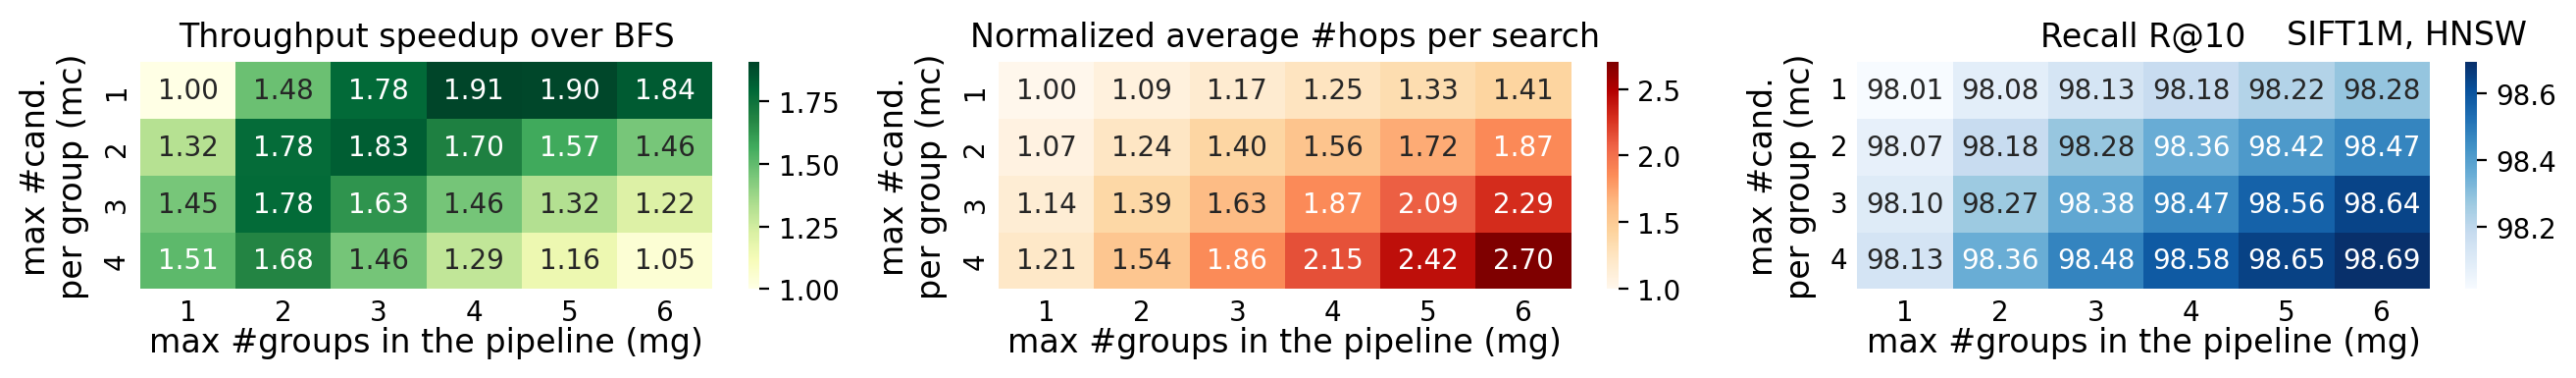 Throughput speedup over BFS
max #cand.
per group (mc)
1 1.00 1.48 1.78 1.91 1.90 1.84
2 1.32 1.78 1.83 1.70 1.57 1.46
3 1.45 1.78 1.63 1.46 1.32 1.22
4 1.51 1.68 1.46 1.29 1.16 1.05
1 2 3 4 5 6
max #groups in the pipeline (mg)
1.75
1.50
1.25
1.00
Normalized average #hops per search
max #cand.
per group (mc)
1 1.00 1.09 1.17 1.25 1.33 1.41
2 1.07 1.24 1.40 1.56 1.72 1.87
3 1.14 1.39 1.63 1.87 2.09 2.29
4 1.21 1.54 1.86 2.15 2.42 2.70
1 2 3 4 5 6
max #groups in the pipeline (mg)
2.5
2.0
1.5
1.0
Recall R@10
SIFT1M, HNSW
max #cand.
per group (mc)
1 98.01 98.08 98.13 98.18 98.22 98.28
2 98.07 98.18 98.28 98.36 98.42 98.47
3 98.10 98.27 98.38 98.47 98.56 98.64
4 98.13 98.36 98.48 98.58 98.65 98.69
1 2 3 4 5 6
max #groups in the pipeline (mg)
98.6
98.4
98.2